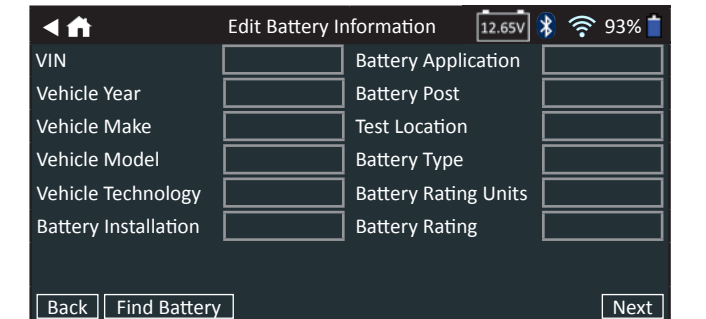 Edit Battery Information 12.65V 93%
VIN Battery Application
Vehicle Year Battery Post
Vehicle Make Test Location
Vehicle Model Battery Type
Vehicle Technology Battery Rating Units
Battery Installation Battery Rating
Back Find Battery Next